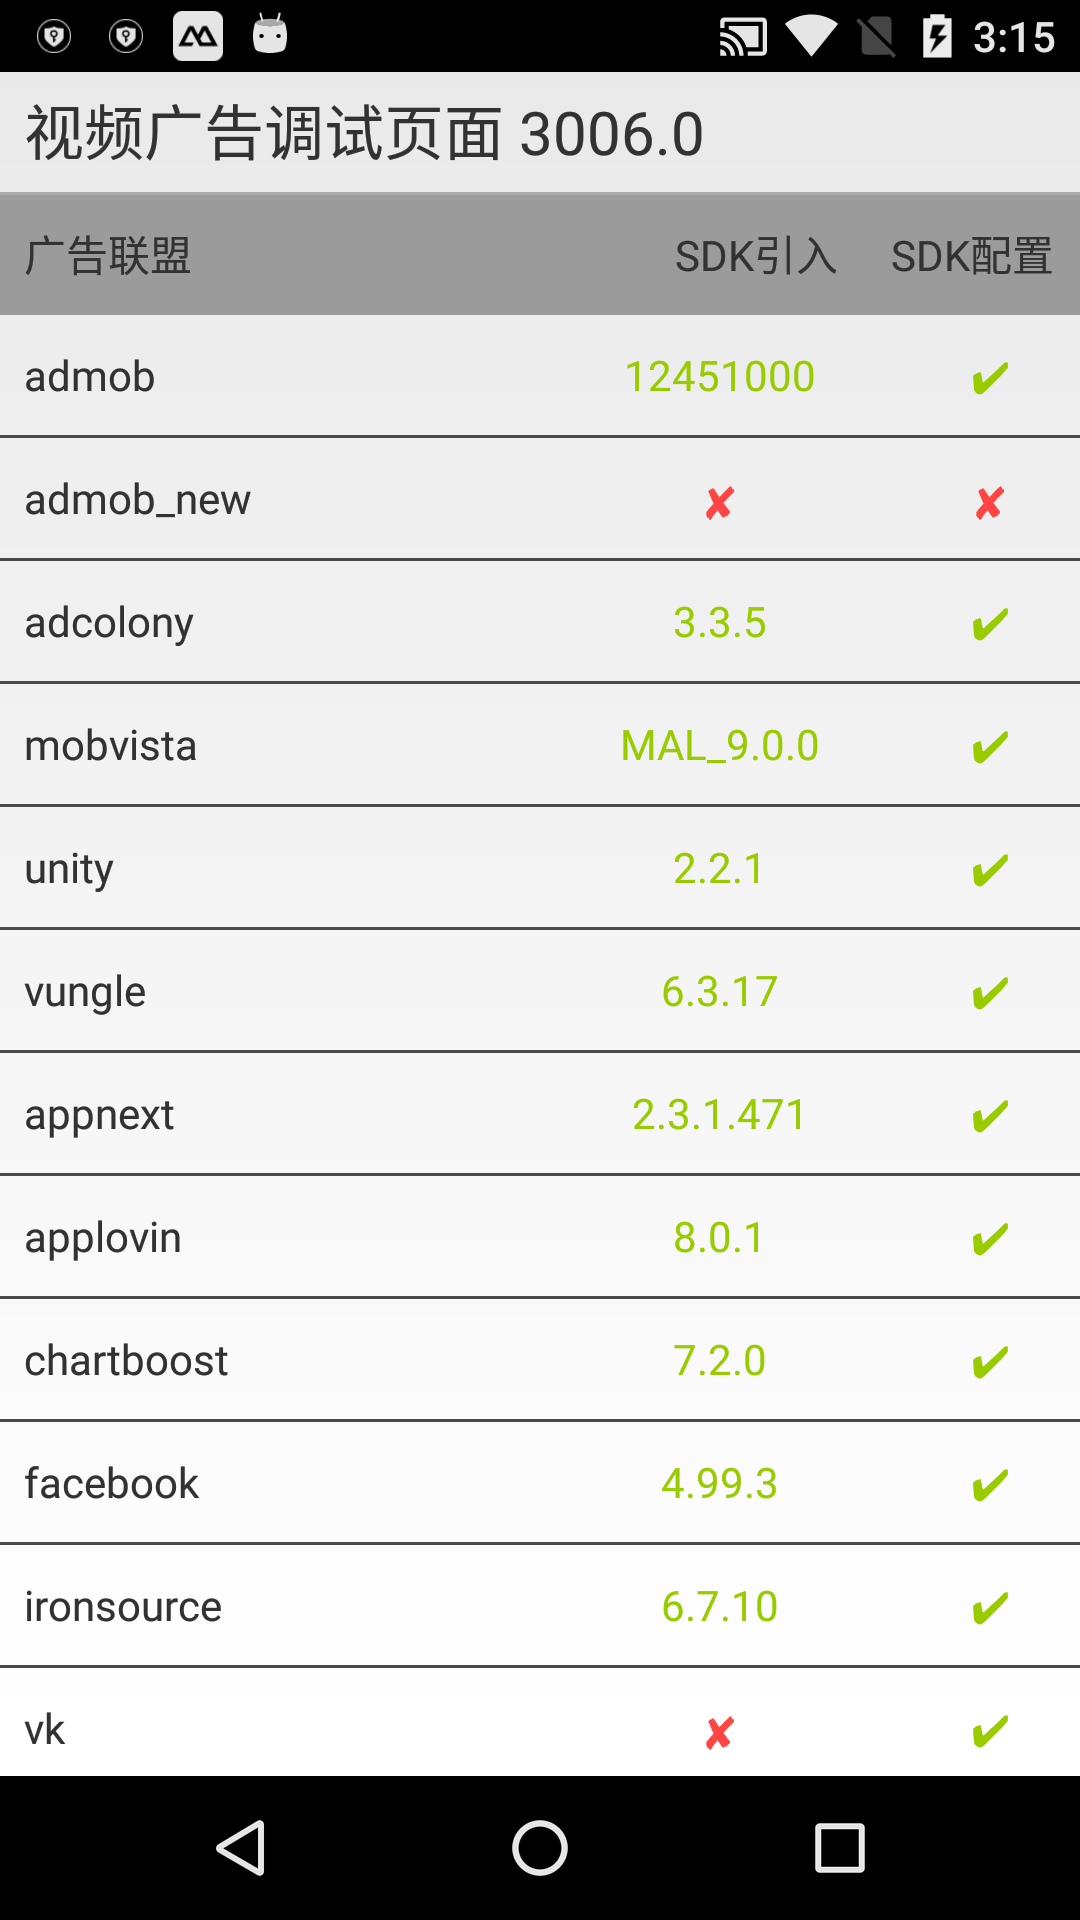 3:15
视频广告调试页面 3006.0
广告联盟 SDK引入 SDK配置
admob 12451000 ✔
admob_new ✘ ✘
adcolony 3.3.5 ✔
mobvista MAL_9.0.0 ✔
unity 2.2.1 ✔
vungle 6.3.17 ✔
appnext 2.3.1.471 ✔
applovin 8.0.1 ✔
chartboost 7.2.0 ✔
facebook 4.99.3 ✔
ironsource 6.7.10 ✔
vk ✘ ✔